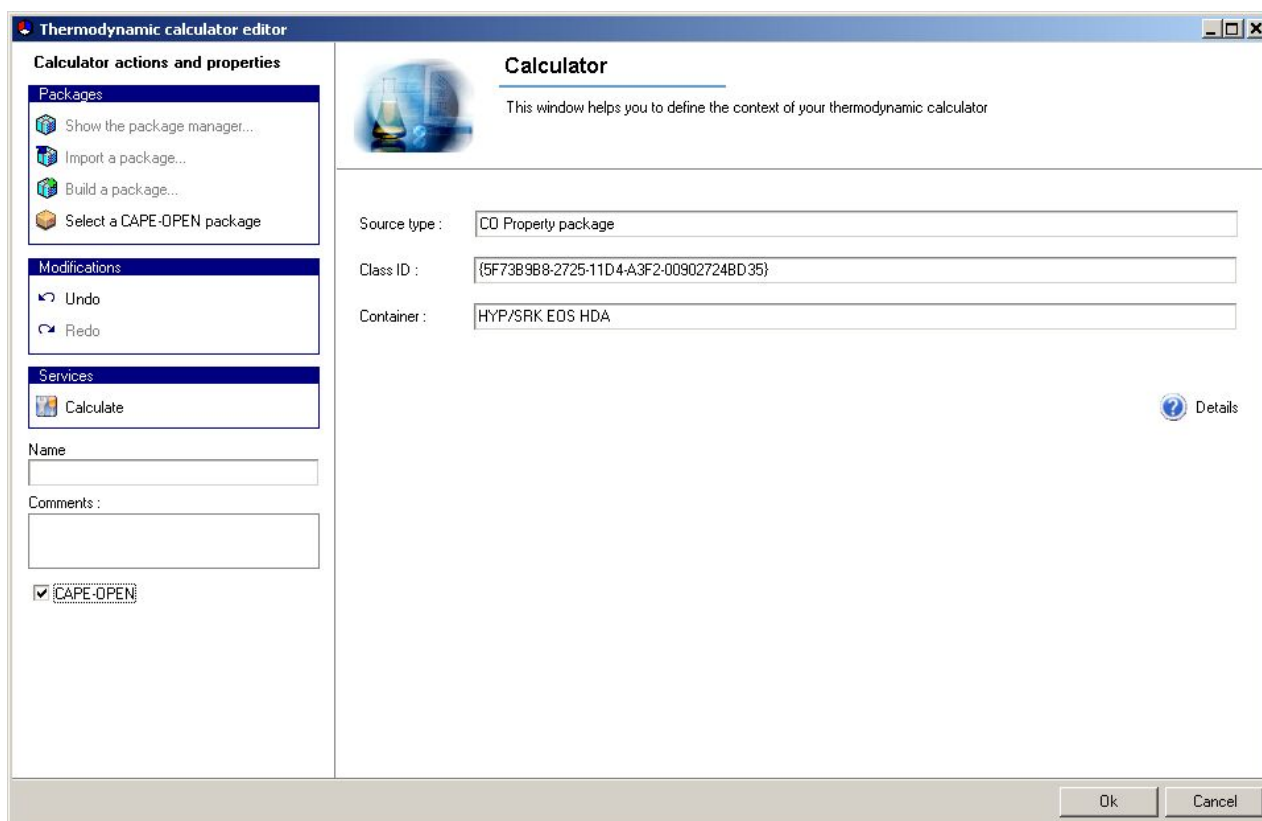 Thermodynamic calculator editor
Calculator actions and properties
Packages
Show the package manager...
Import a package...
Build a package...
Select a CAPE-OPEN package
Modifications
Undo
Redo
Services
Calculate
Name
Comments :
CAPE-OPEN
Calculator
This window helps you to define the context of your thermodynamic calculator
Source type : CO Property package
Class ID : {5F73B9B8-2725-11D4-A3F2-00902724BD35}
Container : HYP/SRK EOS HDA
Details
Ok Cancel